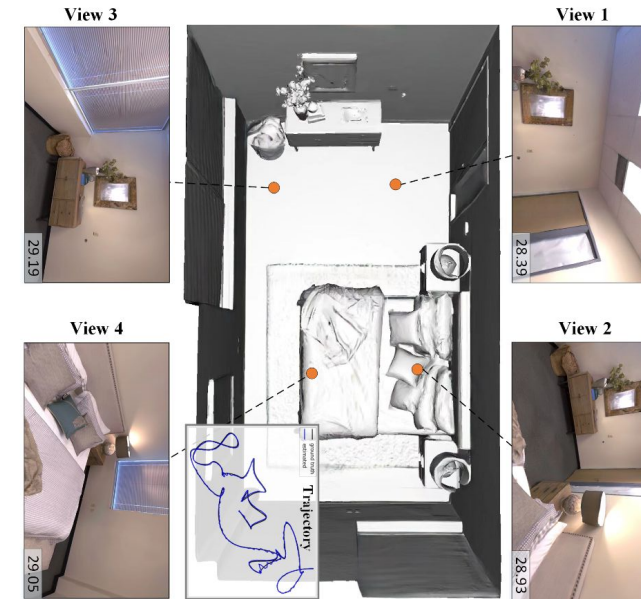 View 3
View 1
29.19
28.39
View 4
View 2
29.05
28.93
ground truth
estimated
Trajectory